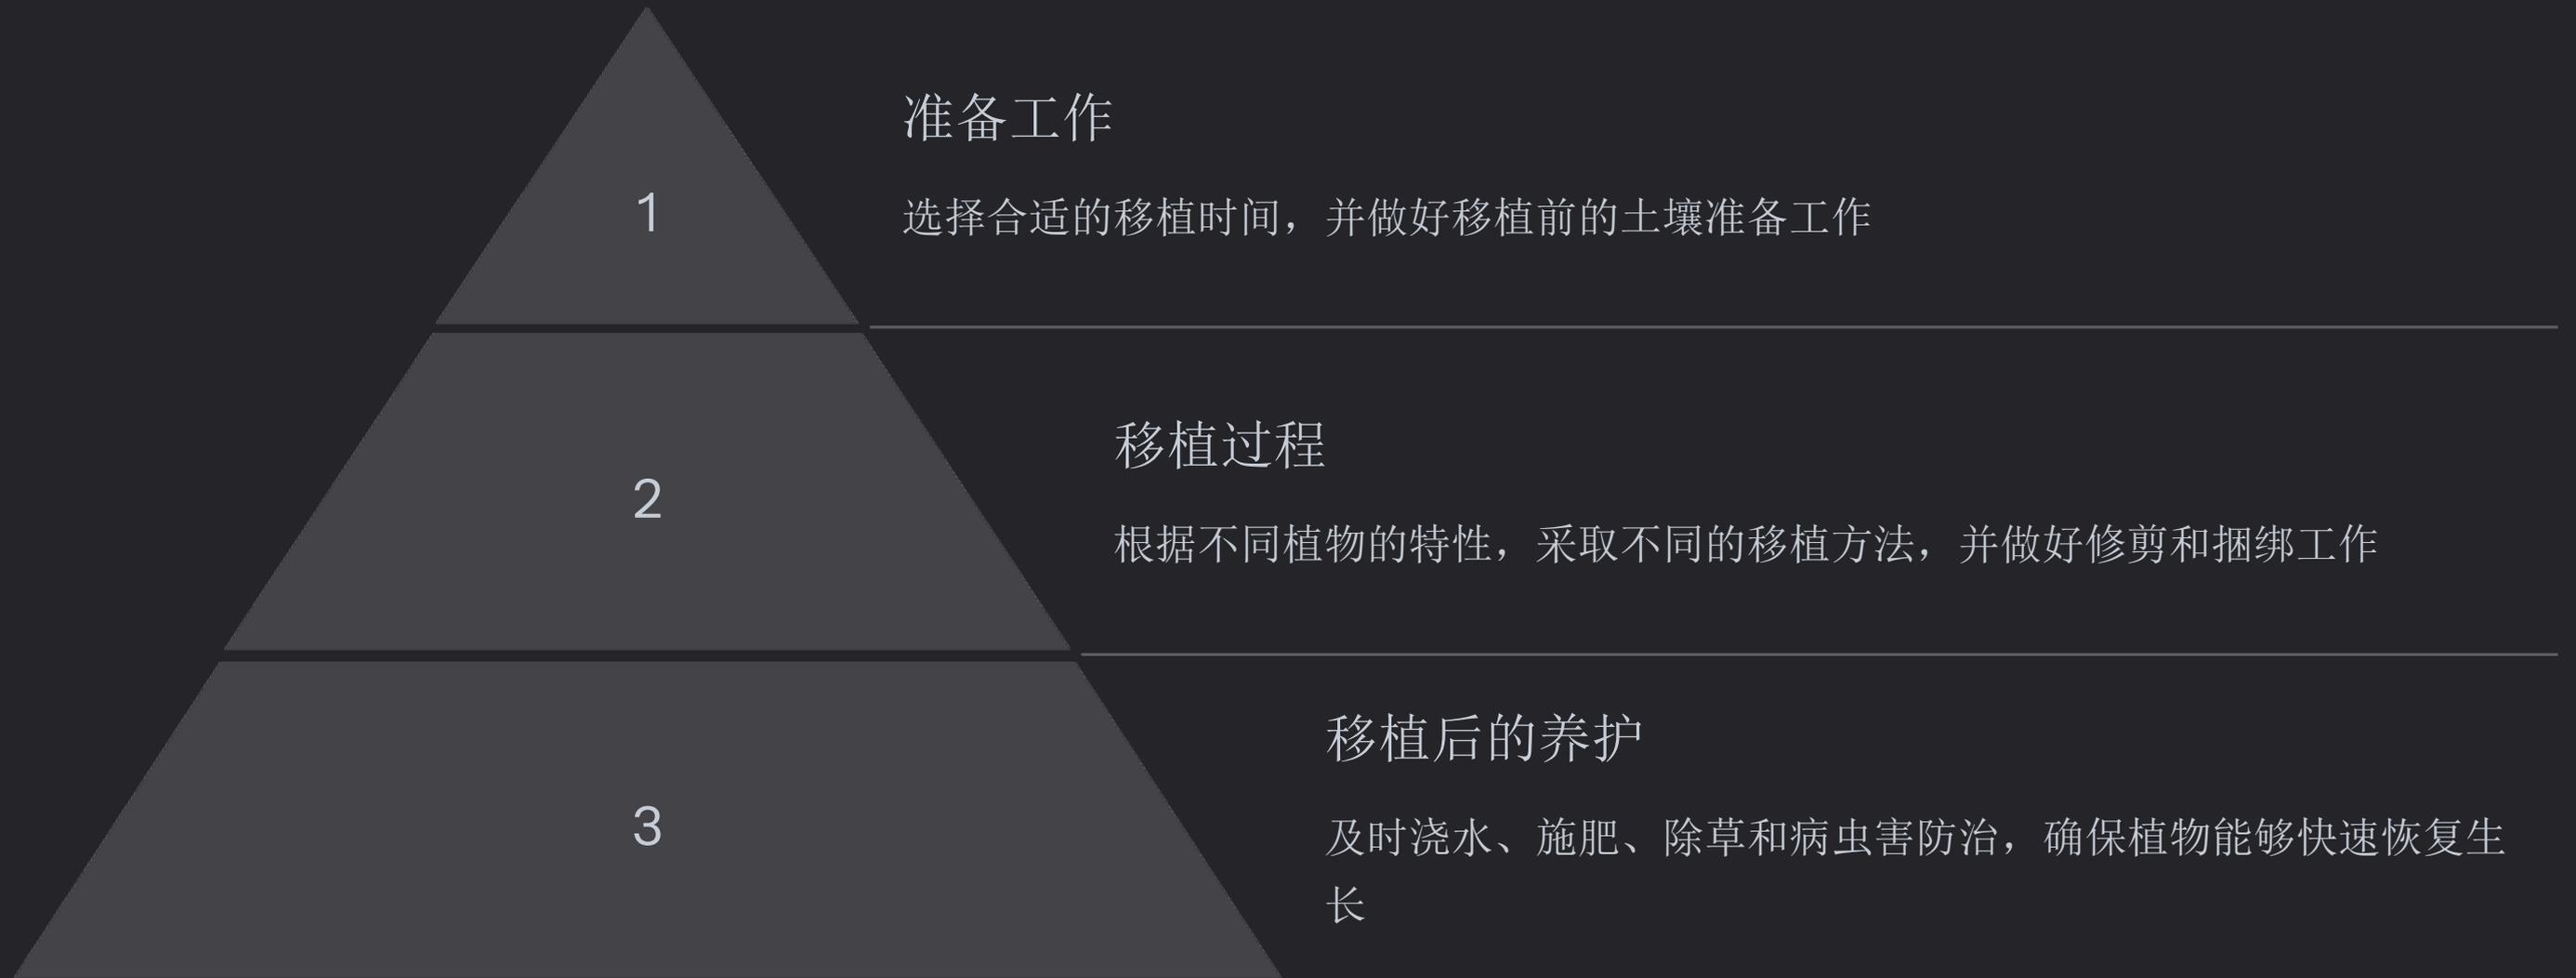 1
准备工作
选择合适的移植时间，并做好移植前的土壤准备工作
2
移植过程
根据不同植物的特性，采取不同的移植方法，并做好修剪和捆绑工作
3
移植后的养护
及时浇水、施肥、除草和病虫害防治，确保植物能够快速恢复生
长